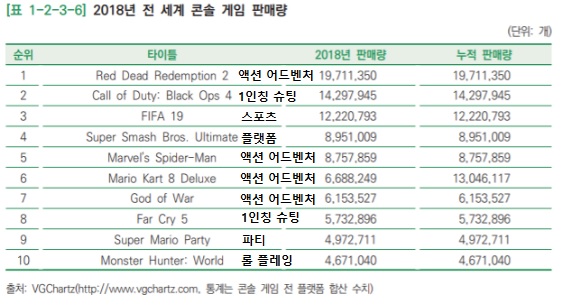 [표 1-2-3-6] 2018년 전 세계 콘솔 게임 판매량
(단위: 개)
순위 타이틀 2018년 판매량 누적 판매량
1 Red Dead Redemption 2 액션 어드벤처 19,711,350 19,711,350
2 Call of Duty: Black Ops 4 1인칭 슈팅 14,297,945 14,297,945
3 FIFA 19 스포츠 12,220,793 12,220,793
4 Super Smash Bros. Ultimate 플랫폼 8,951,009 8,951,009
5 Marvel's Spider-Man 액션 어드벤처 8,757,859 8,757,859
6 Mario Kart 8 Deluxe 액션 어드벤처 6,688,249 13,046,117
7 God of War 액션 어드벤처 6,153,527 6,153,527
8 Far Cry 5 1인칭 슈팅 5,732,896 5,732,896
9 Super Mario Party 파티 4,972,711 4,972,711
10 Monster Hunter: World 롤 플레잉 4,671,040 4,671,040
출처: VGChartz(http://www.vgchartz.com, 통계는 콘솔 게임 전 플랫폼 합산 수치)